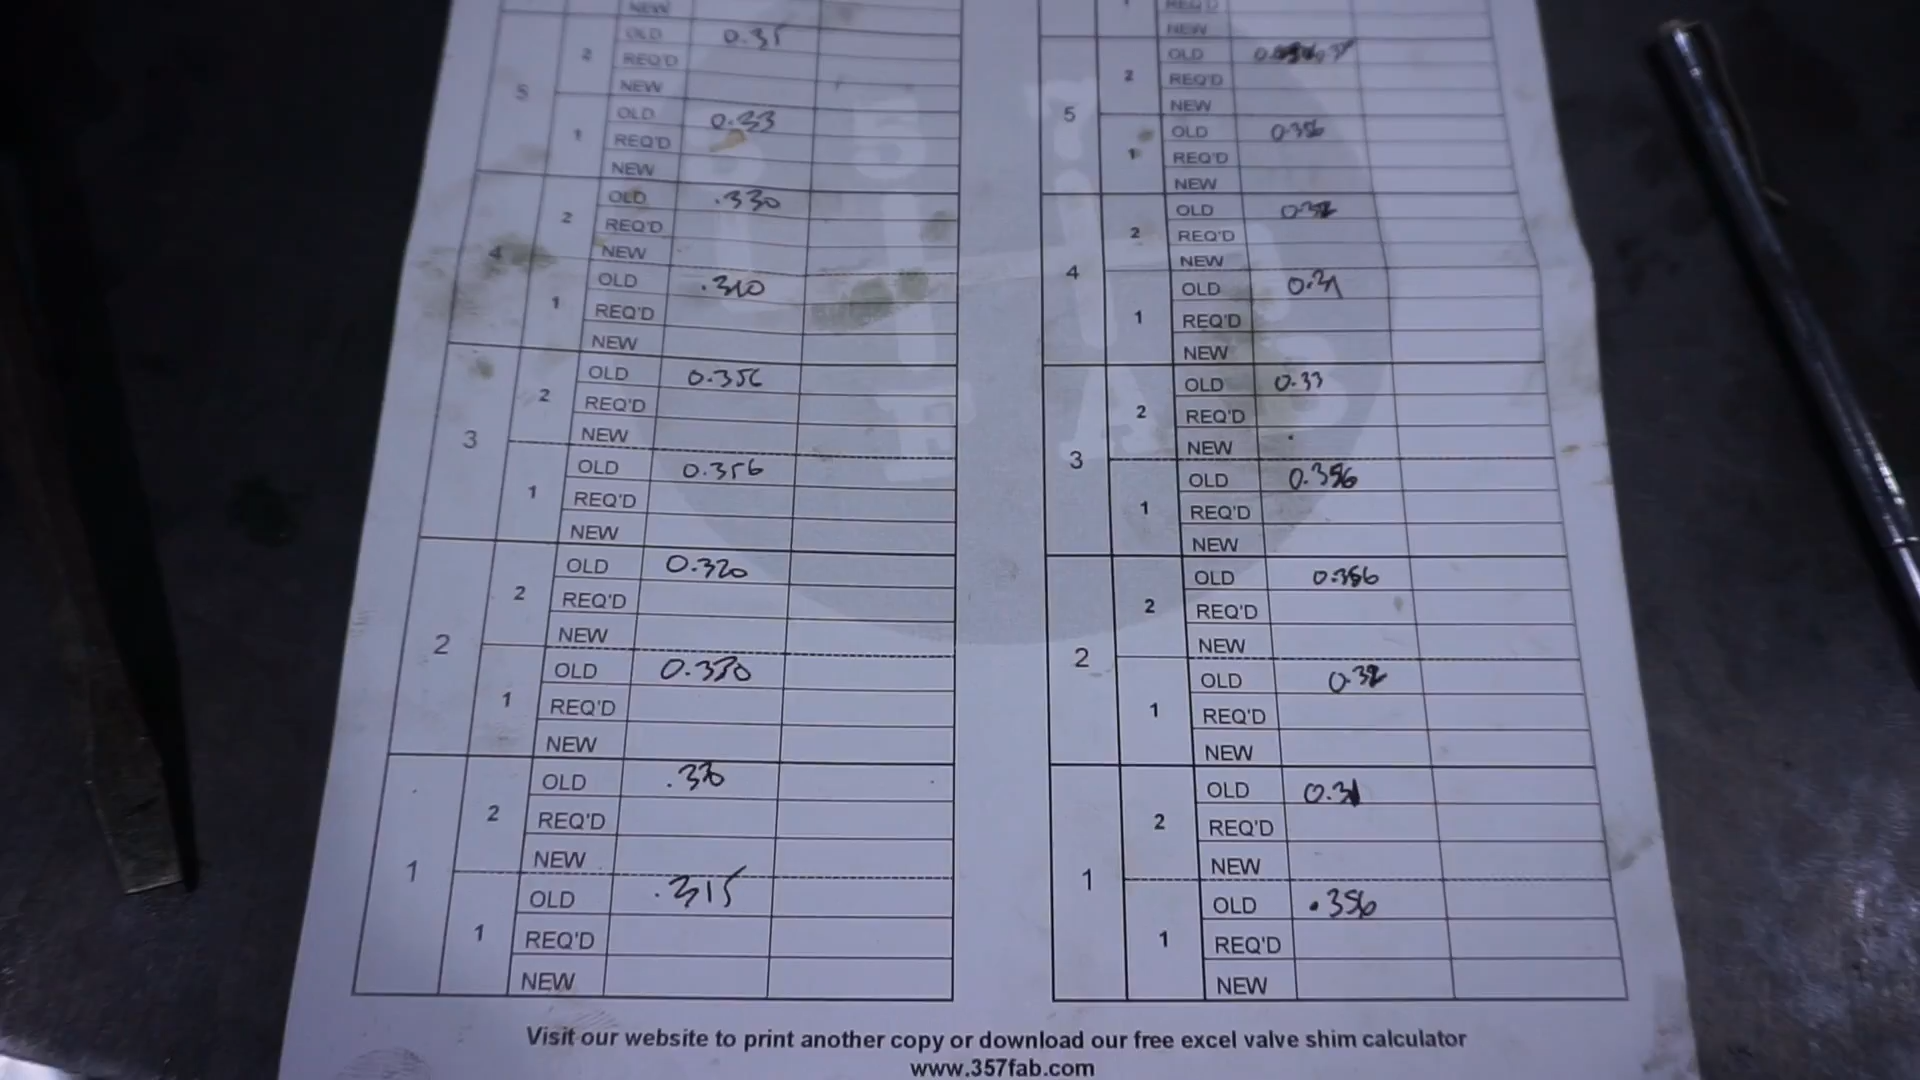 NEW
OLD 0.35
2 REQ'D
NEW
5
OLD 0.33
1 REQ'D
NEW
OLD .330
2 REQ'D
NEW
4
OLD .310
1 REQ'D
NEW
OLD 0.356
2 REQ'D
NEW
3
OLD 0.356
1 REQ'D
NEW
OLD 0.320
2 REQ'D
NEW
2
OLD 0.330
1 REQ'D
NEW
OLD
2 REQ'D
NEW
1
OLD .315
1 REQ'D
NEW
1 REQ'D
NEW
OLD
2 REQ'D
NEW
5
OLD 0.356
1 REQ'D
NEW
OLD 0.32
2 REQ'D
NEW
4
OLD 0.31
1 REQ'D
NEW
OLD 0.33
2 REQ'D
NEW
3
OLD 0.356
1 REQ'D
NEW
OLD 0.356
2 REQ'D
NEW
2
OLD 0.32
1 REQ'D
NEW
OLD 0.31
2 REQ'D
NEW
1
OLD .356
1 REQ'D
NEW
Visit our website to print another copy or download our free excel valve shim calculator
www.357fab.com